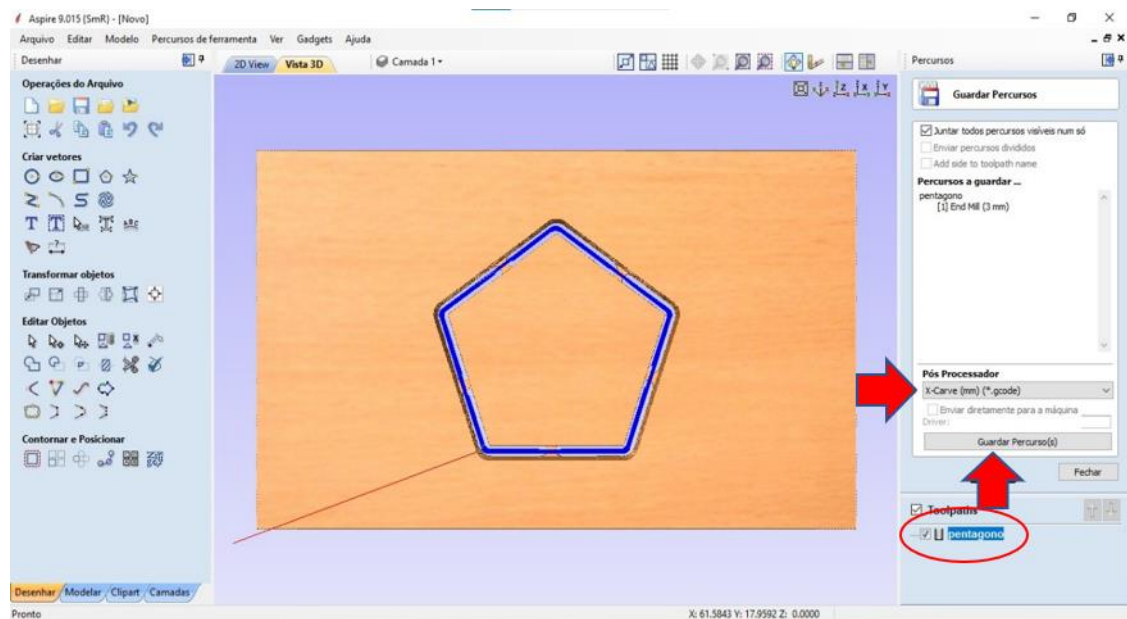 Aspire 9.015 (SmR) - [Novo]
Arquivo Editar Modelo Percursos de ferramenta Ver Gadgets Ajuda
Desenhar
2D View Vista 3D Camada 1
Percursos
Operações do Arquivo
Criar vetores
Transformar objetos
Editar Objetos
Contornar e Posicionar
Desenhar Modelar Clipart Camadas
Pronto
X: 61.5843 Y: 17.9592 Z: 0.0000
Guardar Percursos
Juntar todos percursos visíveis num só
Enviar percursos divididos
Add side to toolpath name
Percursos a guardar ...
pentagono
[1] End Mill (3 mm)
Pós Processador
X-Carve (mm) (*.gcode)
Enviar diretamente para a máquina
Driver:
Guardar Percurso(s)
Fechar
Toolpaths
pentagono